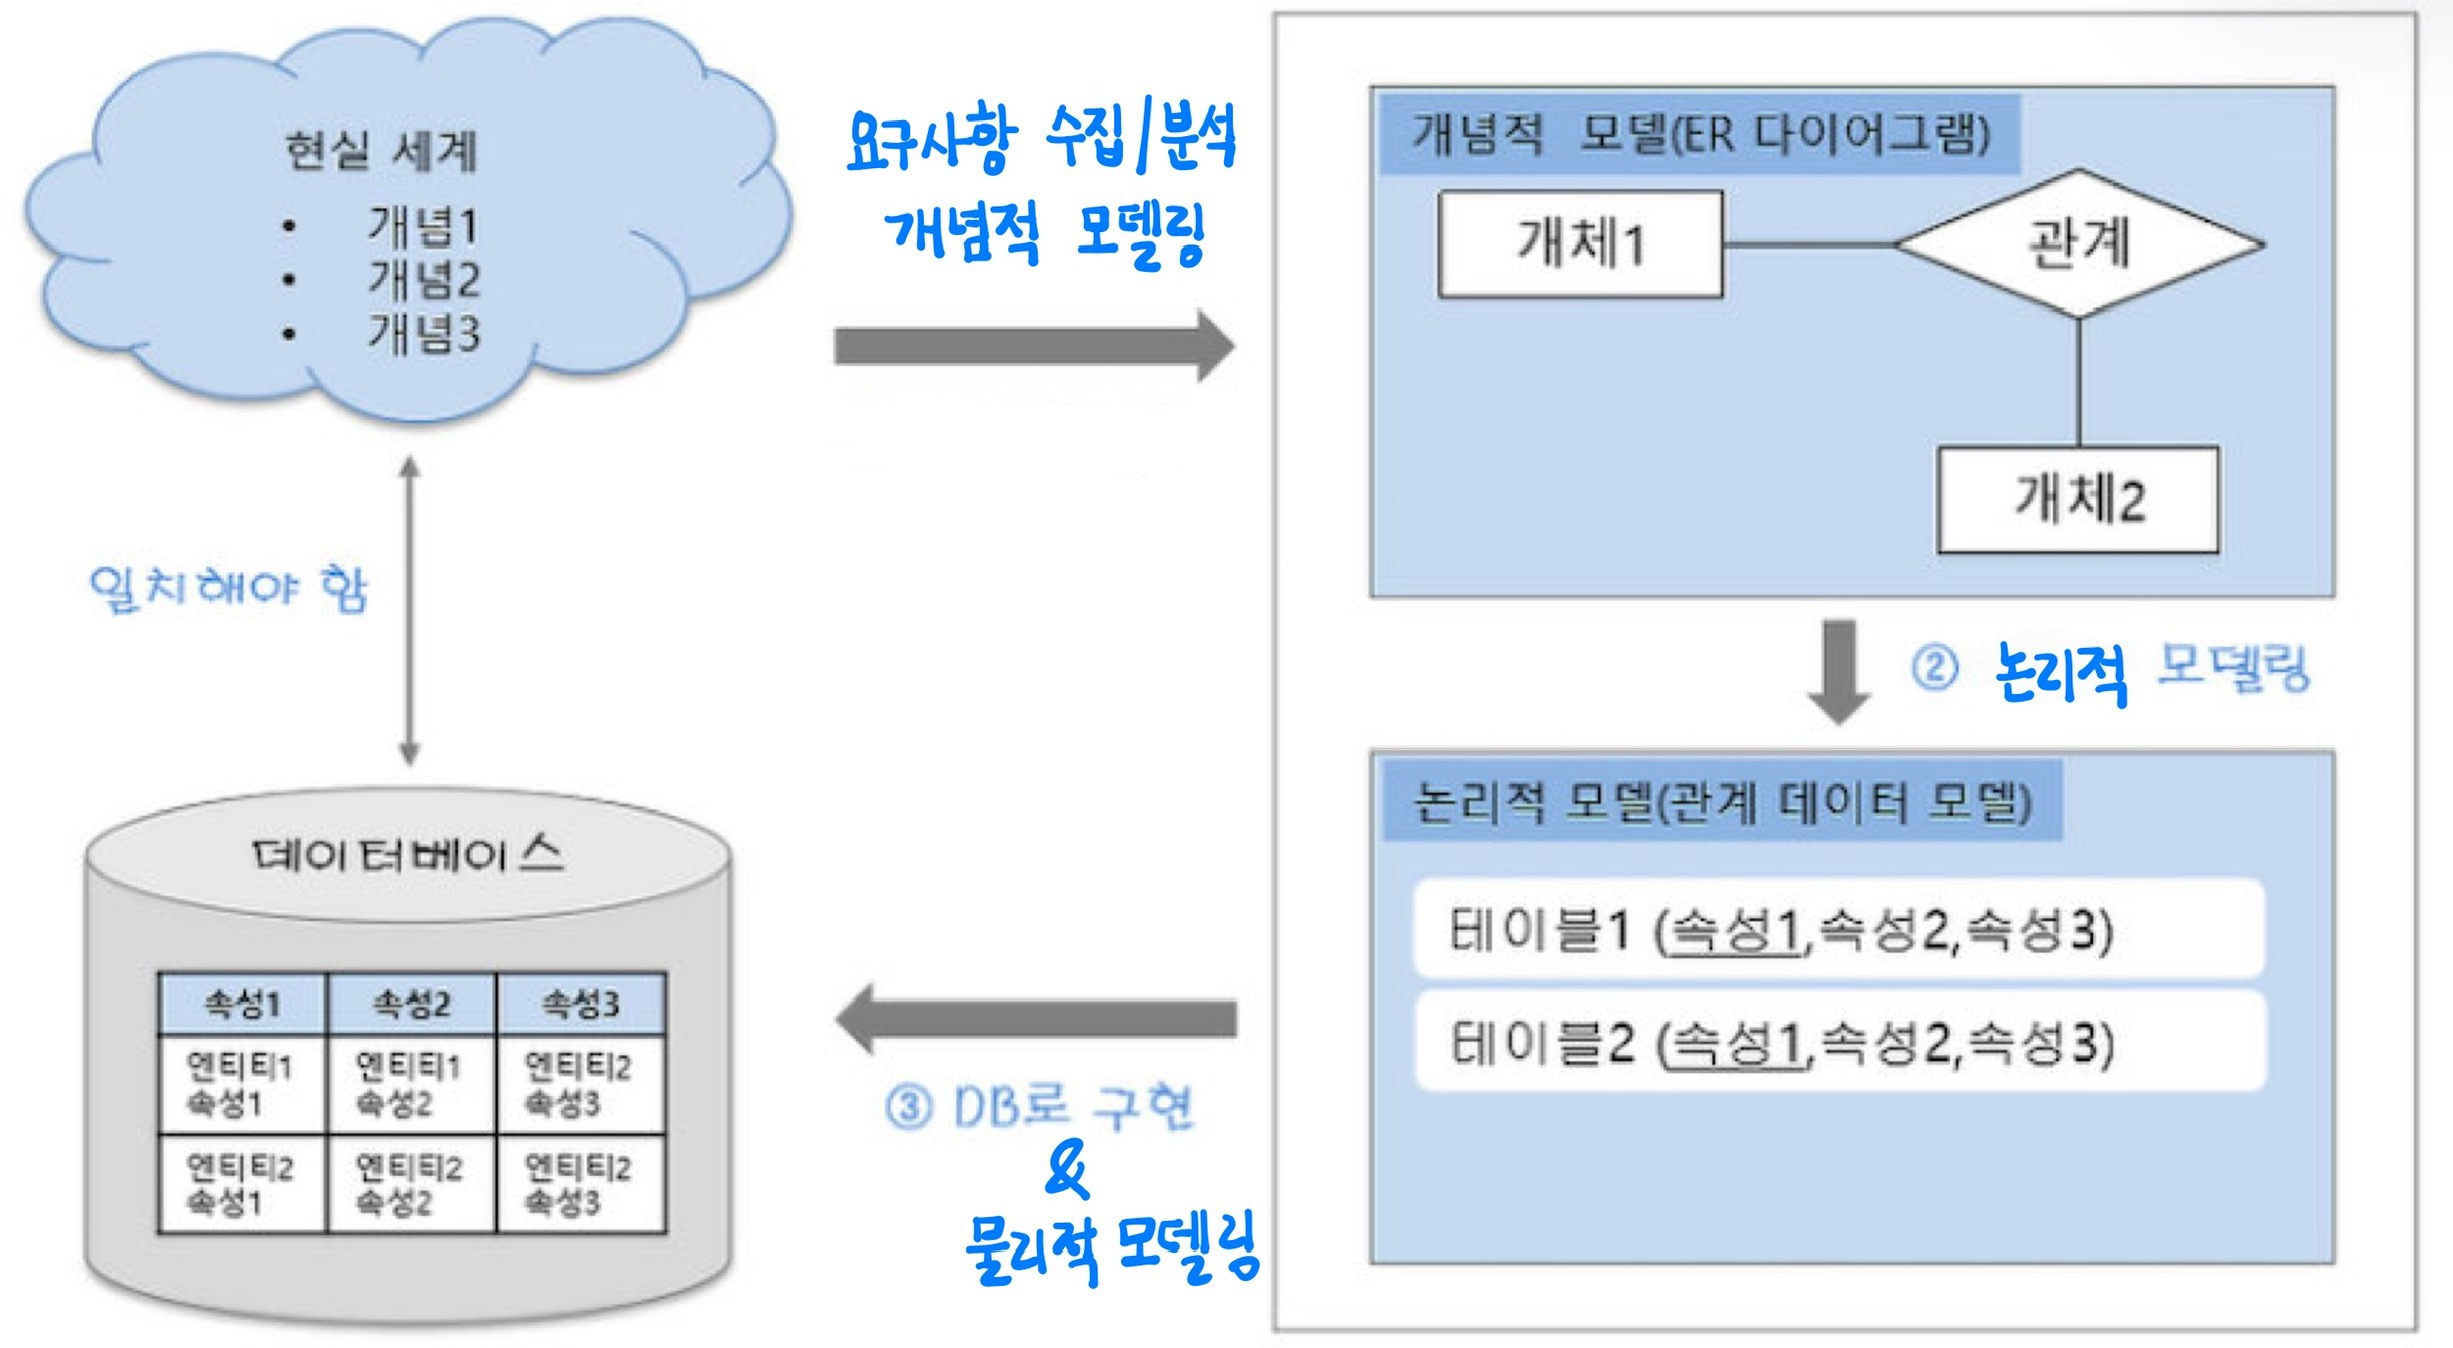 현실 세계
• 개념1
• 개념2
• 개념3
요구사항 수집/분석
개념적 모델링
개념적 모델(ER 다이어그램)
개체1
관계
개체2
② 논리적 모델링
논리적 모델(관계 데이터 모델)
테이블1 (속성1,속성2,속성3)
테이블2 (속성1,속성2,속성3)
③ DB로 구현
&
물리적 모델링
일치해야 함
데이터베이스
속성1 속성2 속성3
엔티티1 엔티티1 엔티티2
속성1 속성2 속성3
엔티티2 엔티티2 엔티티2
속성1 속성2 속성3